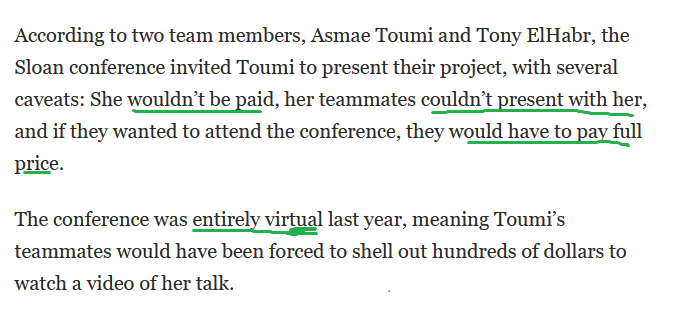 According to two team members, Asmae Toumi and Tony ElHabr, the
Sloan conference invited Toumi to present their project, with several
caveats: She wouldn’t be paid, her teammates couldn’t present with her,
and if they wanted to attend the conference, they would have to pay full
price.
The conference was entirely virtual last year, meaning Toumi’s
teammates would have been forced to shell out hundreds of dollars to
watch a video of her talk.